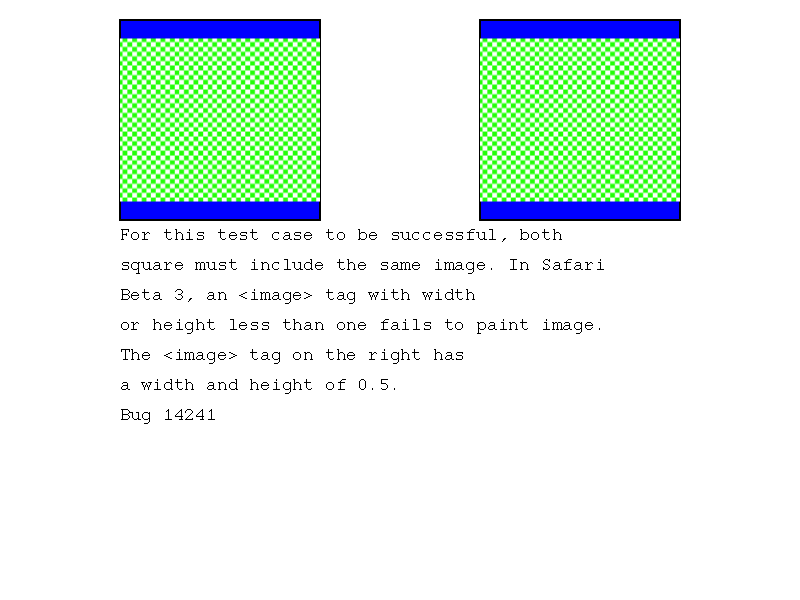 For this test case to be successful, both
square must include the same image. In Safari
Beta 3, an <image> tag with width
or height less than one fails to paint image.
The <image> tag on the right has
a width and height of 0.5.
Bug 14241